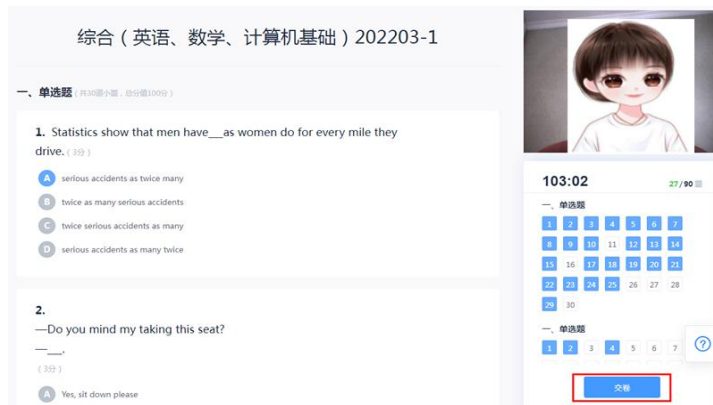 综合（英语、数学、计算机基础）202203-1
一、单选题（共30道小题，总分值100分）
1. Statistics show that men have___as women do for every mile they
drive.（3分）
A serious accidents as twice many
B twice as many serious accidents
C twice serious accidents as many
D serious accidents as many twice
2.
—Do you mind my taking this seat?
—___.
（3分）
A Yes, sit down please
103:02
27/90
一、单选题
1 2 3 4 5 6 7
8 9 10 11 12 13 14
15 16 17 18 19 20 21
22 23 24 25 26 27 28
29 30
一、单选题
1 2 3 4 5 6 7
?
交卷